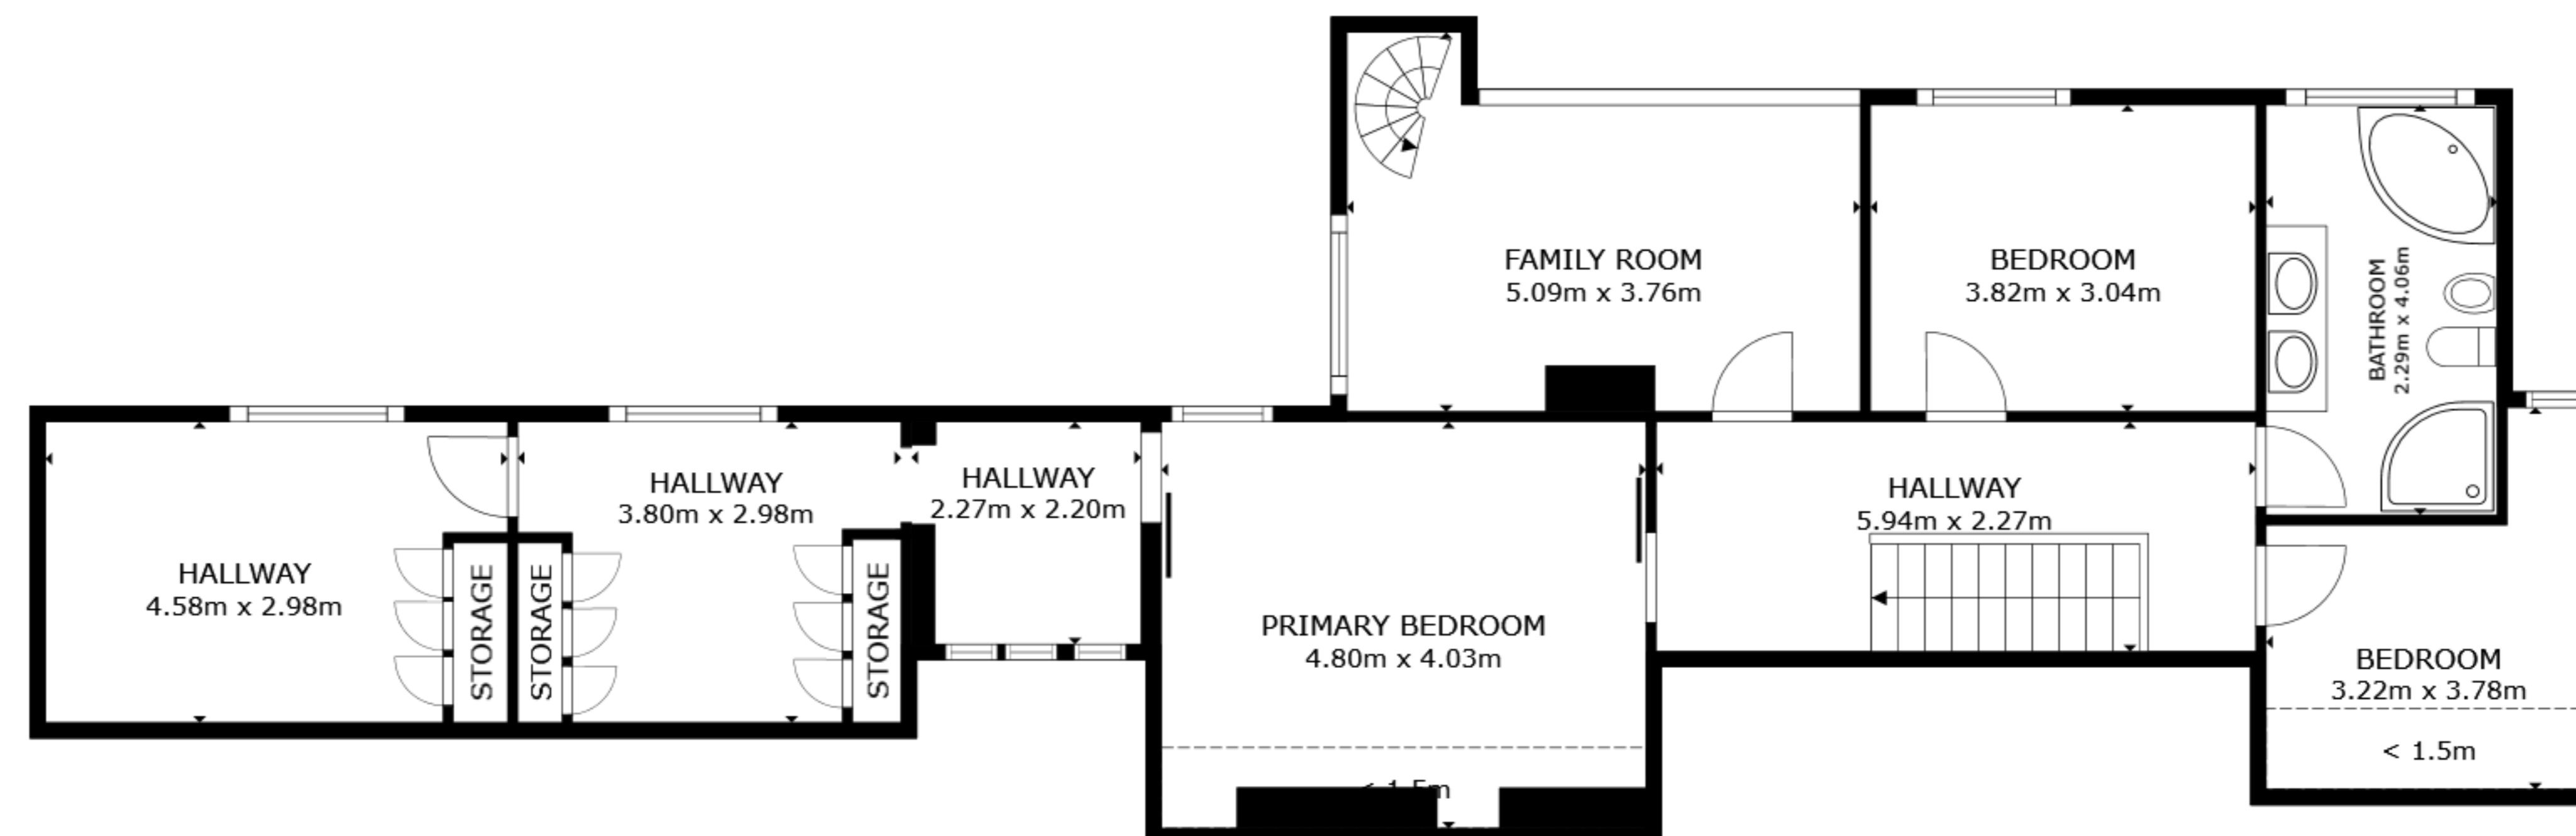 FAMILY ROOM
5.09m x 3.76m
BEDROOM
3.82m x 3.04m
BATHROOM
2.29m x 4.06m
HALLWAY
4.58m x 2.98m
STORAGE
STORAGE
HALLWAY
3.80m x 2.98m
STORAGE
HALLWAY
2.27m x 2.20m
PRIMARY BEDROOM
4.80m x 4.03m
HALLWAY
5.94m x 2.27m
BEDROOM
3.22m x 3.78m
< 1.5m